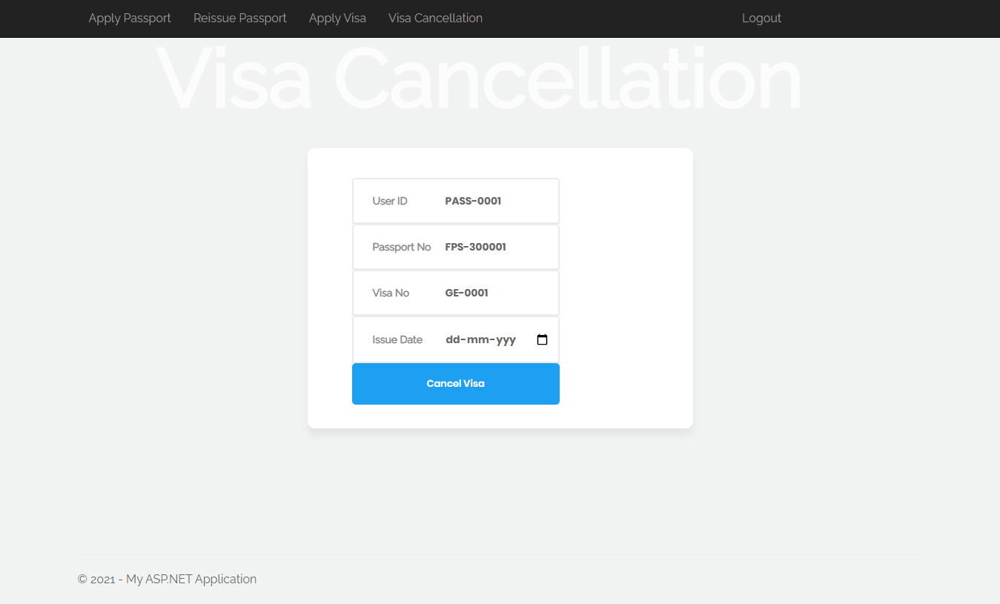 Apply Passport Reissue Passport Apply Visa Visa Cancellation Logout
Visa Cancellation
User ID PASS-0001
Passport No FPS-300001
Visa No GE-0001
Issue Date dd-mm-yyy
Cancel Visa
© 2021 - My ASP.NET Application